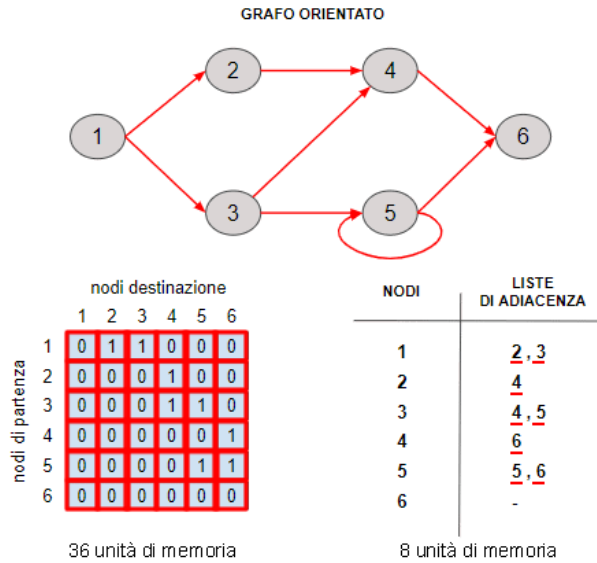 GRAFO ORIENTATO
2
4
1
6
3
5
nodi destinazione
1 2 3 4 5 6
nodi di partenza
1 0 1 1 0 0 0
2 0 0 0 1 0 0
3 0 0 0 1 1 0
4 0 0 0 0 0 1
5 0 0 0 0 1 1
6 0 0 0 0 0 0
36 unità di memoria
NODI
LISTE
DI ADIACENZA
1 2 , 3
2 4
3 4 , 5
4 6
5 5 , 6
6 -
8 unità di memoria